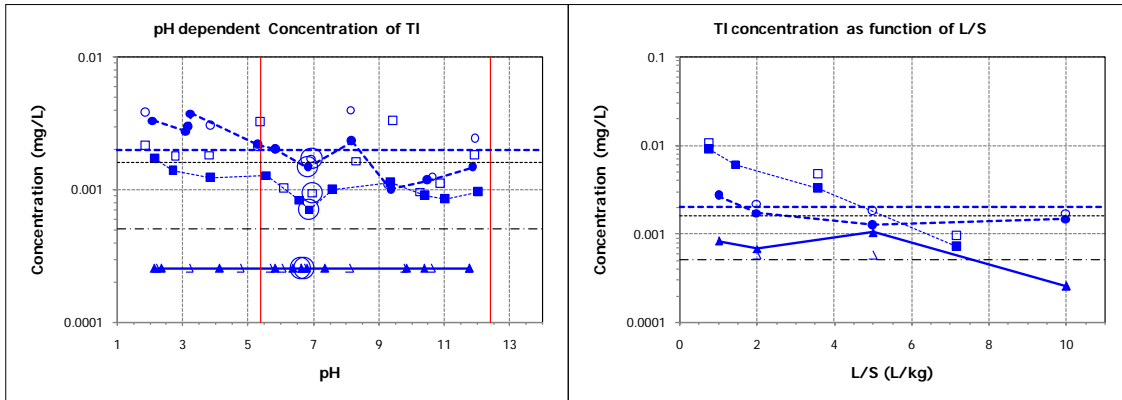 pH dependent Concentration of Tl
0.01
0.001
0.0001
Concentration (mg/L)
1 3 5 7 9 11 13
pH
Tl concentration as function of L/S
0.1
0.01
0.001
0.0001
Concentration (mg/L)
0 2 4 6 8 10
L/S (L/kg)